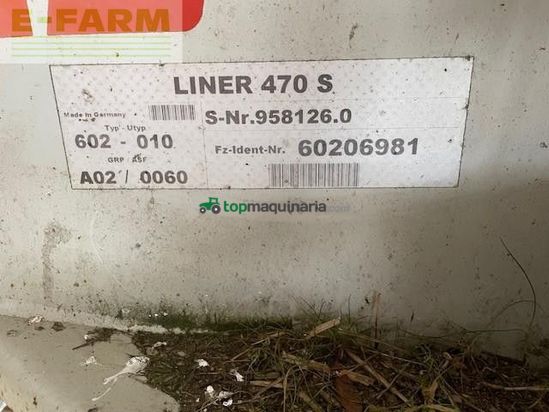 E-FARM
LINER 470 S
Made in Germany
S-Nr.958126.0
Typ - Utyp
602 - 010
Fz-Ident-Nr. 60206981
GRP / ASF
A02 / 0060
topmaquinaria.com